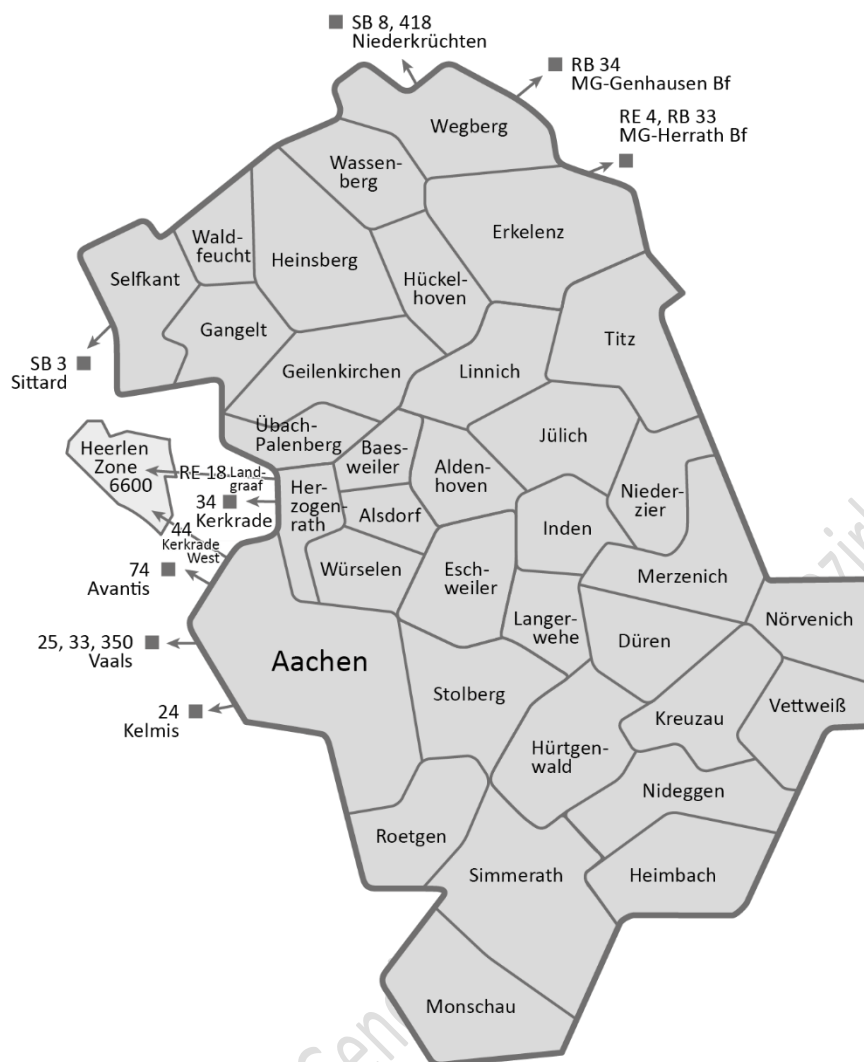 SB 8, 418
Niederkrüchten
RB 34
MG-Genhausen Bf
RE 4, RB 33
MG-Herrath Bf
Wegberg
Wassen-
berg
Erkelenz
Wald-
feucht
Heinsberg
Selfkant
Hückel-
hoven
Gangelt
Titz
SB 3
Sittard
Geilenkirchen
Linnich
Übach-
Palenberg
Baes-
weiler
Jülich
Heerlen
Zone
6600
RE 18 Land-
graaf
Alden-
hoven
Herz-
zogen-
rath
34
Kerkrade
Nieder-
zier
Alsdorf
Inden
44
Kerkrade
West
74
Avantis
Würselen
Esch-
weiler
Merzenich
Nörvenich
Langer-
wehe
Düren
25, 33, 350
Vaals
Aachen
Stolberg
Vettweiß
24
Kelmis
Kreuzau
Hürtgen-
wald
Nideggen
Roetgen
Simmerath
Heimbach
Monschau